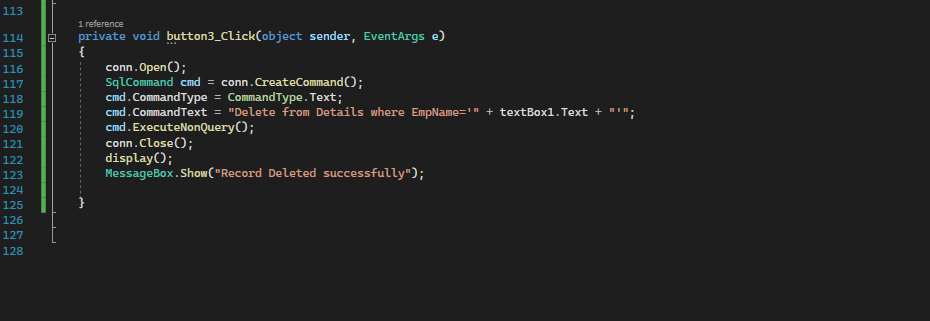 113
1 reference
114 private void button3_Click(object sender, EventArgs e)
115 {
116 conn.Open();
117 SqlCommand cmd = conn.CreateCommand();
118 cmd.CommandType = CommandType.Text;
119 cmd.CommandText = "Delete from Details where EmpName='" + textBox1.Text + "'";
120 cmd.ExecuteNonQuery();
121 conn.Close();
122 display();
123 MessageBox.Show("Record Deleted successfully");
124
125 }
126
127
128